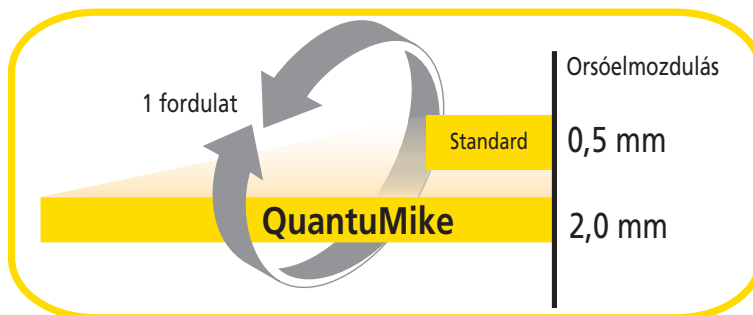 Orsóelmozdulás
1 fordulat
Standard
0,5 mm
QuantuMike
2,0 mm